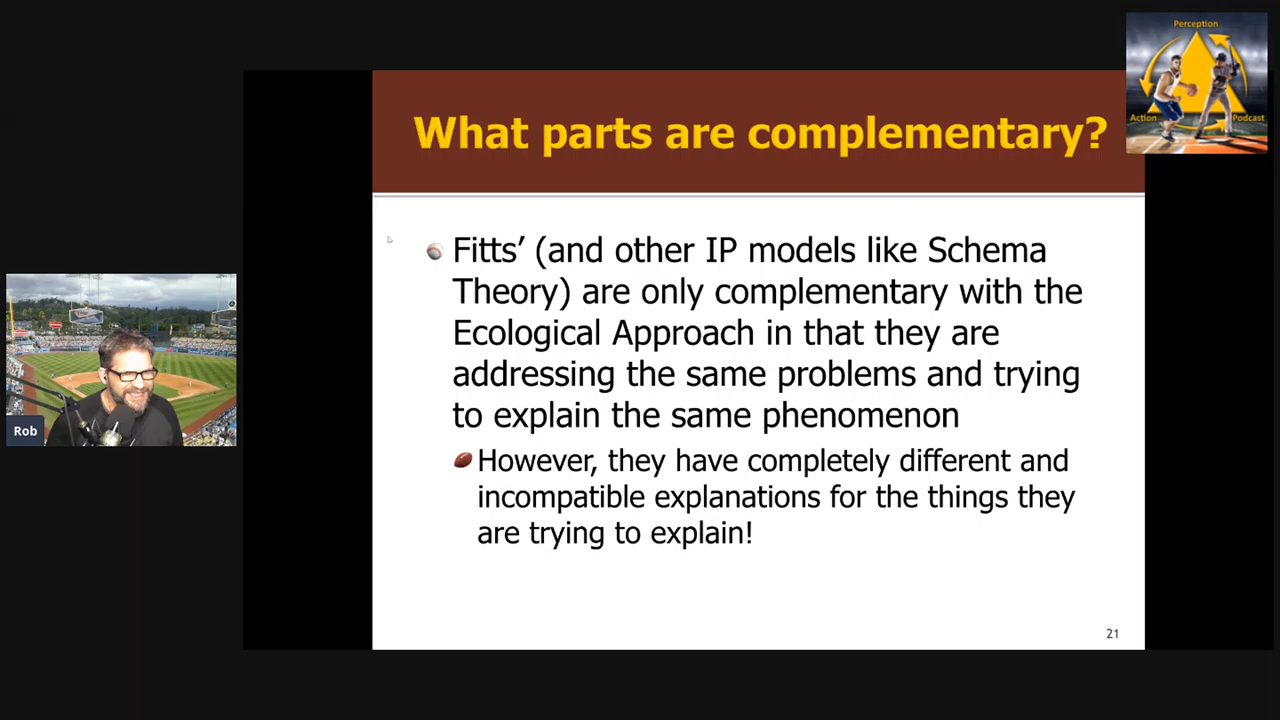 Perception
Action
Podcast
What parts are complementary?
Fitts’ (and other IP models like Schema
Theory) are only complementary with the
Ecological Approach in that they are
addressing the same problems and trying
to explain the same phenomenon
However, they have completely different and
incompatible explanations for the things they
are trying to explain!
Rob
21